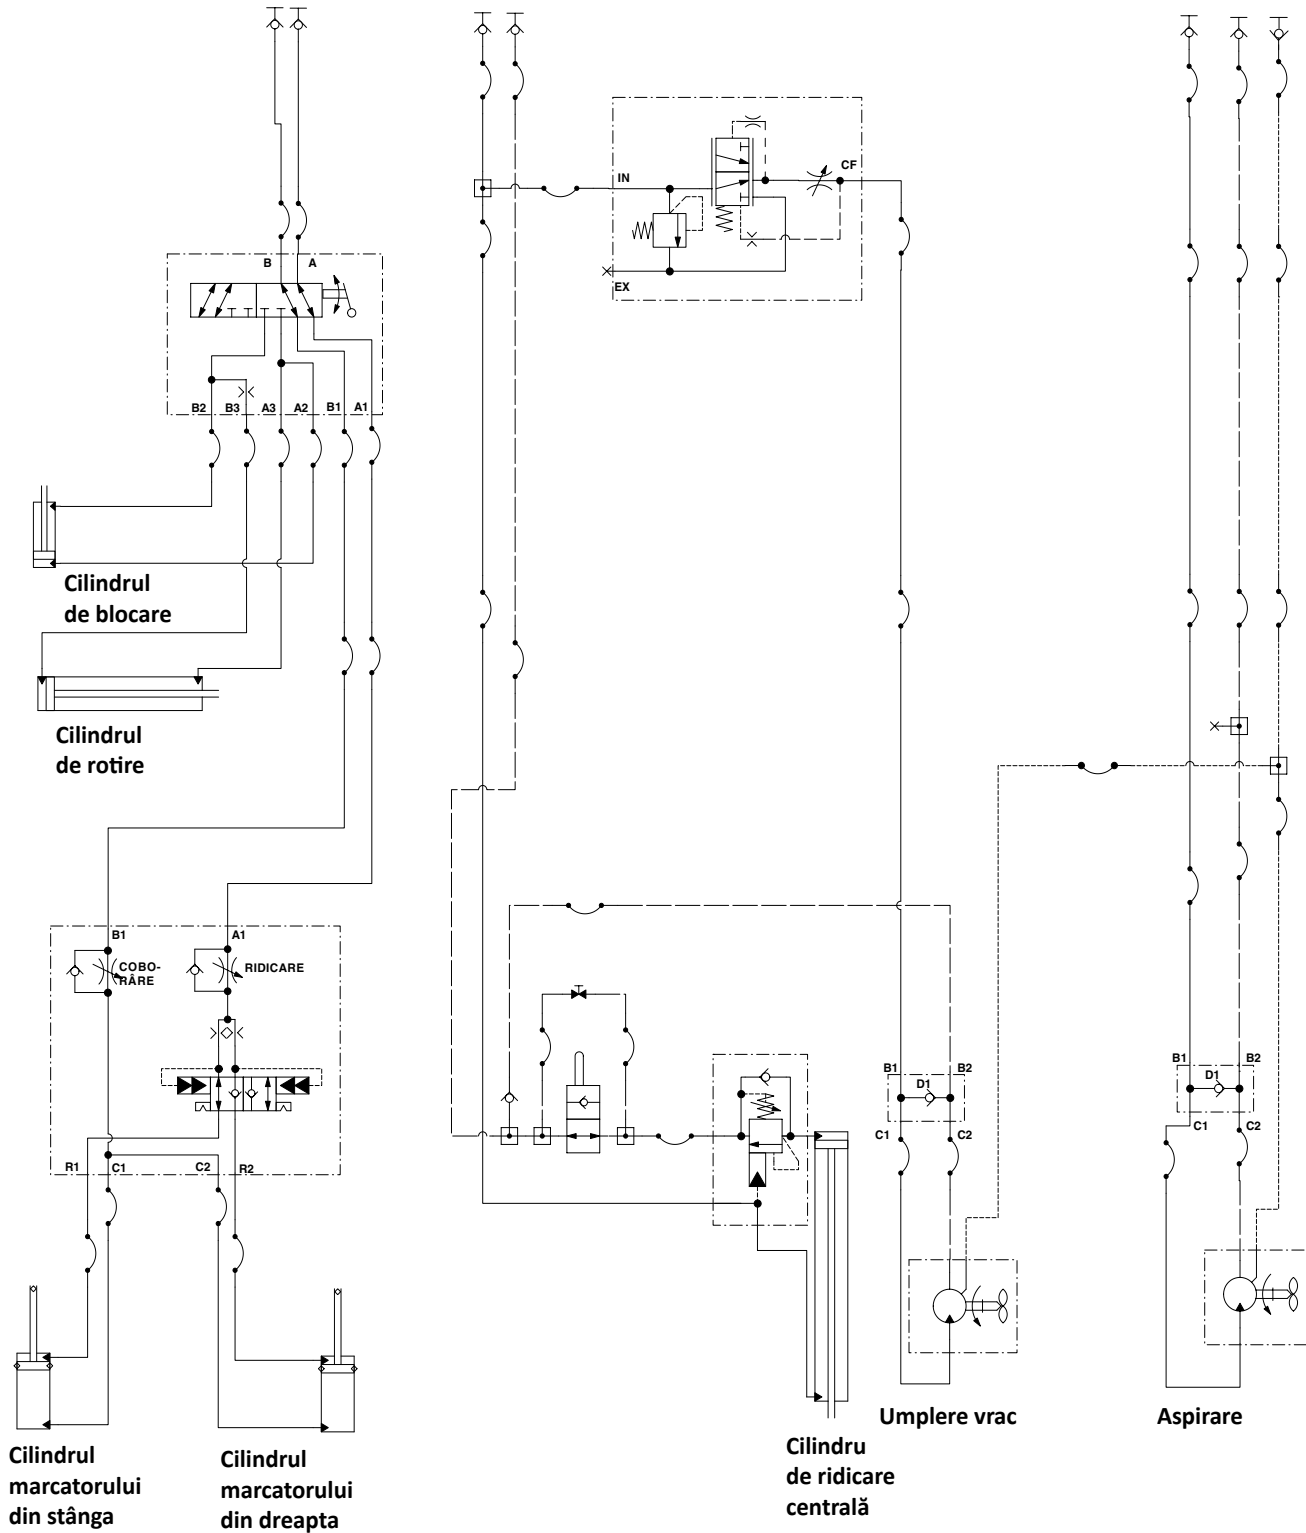 IN
CF
EX
B
A
B2
B3
A3
A2
B1
A1
Cilindrul
de blocare
Cilindrul
de rotire
B1
A1
COBO-
RÂRE
RIDICARE
R1
C1
C2
R2
B1
B2
D1
C1
C2
B1
B2
D1
C1
C2
Cilindrul
marcatorului
din stânga
Cilindrul
marcatorului
din dreapta
Cilindru
de ridicare
centrală
Umplere vrac
Aspirare